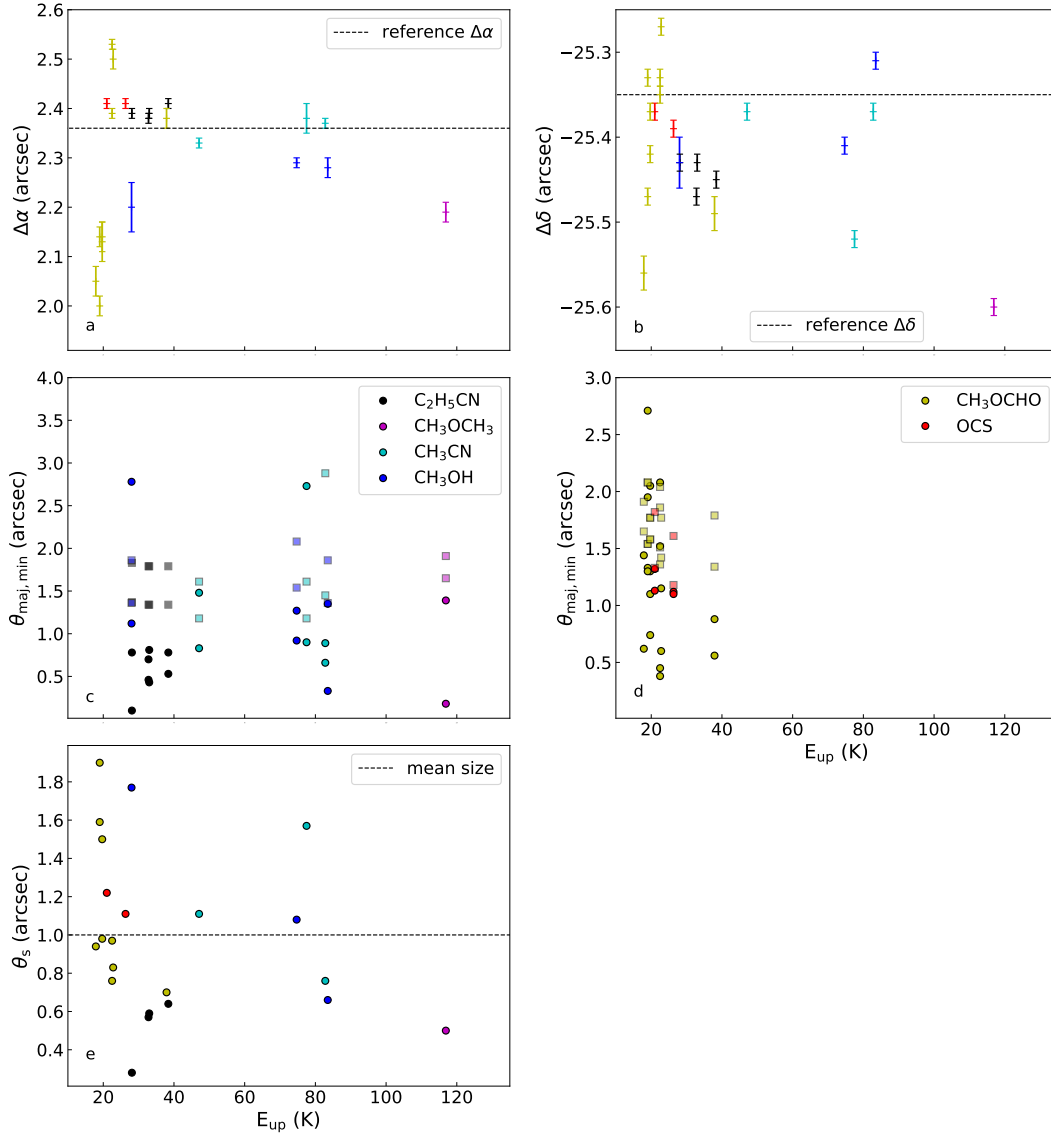 2.6
2.5
2.4
2.3
2.2
2.1
2.0
Δα (arcsec)
reference Δα
a
−25.3
−25.4
−25.5
−25.6
Δδ (arcsec)
reference Δδ
b
4.0
3.5
3.0
2.5
2.0
1.5
1.0
0.5
θmaj, min (arcsec)
C2H5CN
CH3OCH3
CH3CN
CH3OH
c
3.0
2.5
2.0
1.5
1.0
0.5
θmaj, min (arcsec)
CH3OCHO
OCS
d
20 40 60 80 100 120
Eup (K)
1.8
1.6
1.4
1.2
1.0
0.8
0.6
0.4
θs (arcsec)
mean size
e
20 40 60 80 100 120
Eup (K)